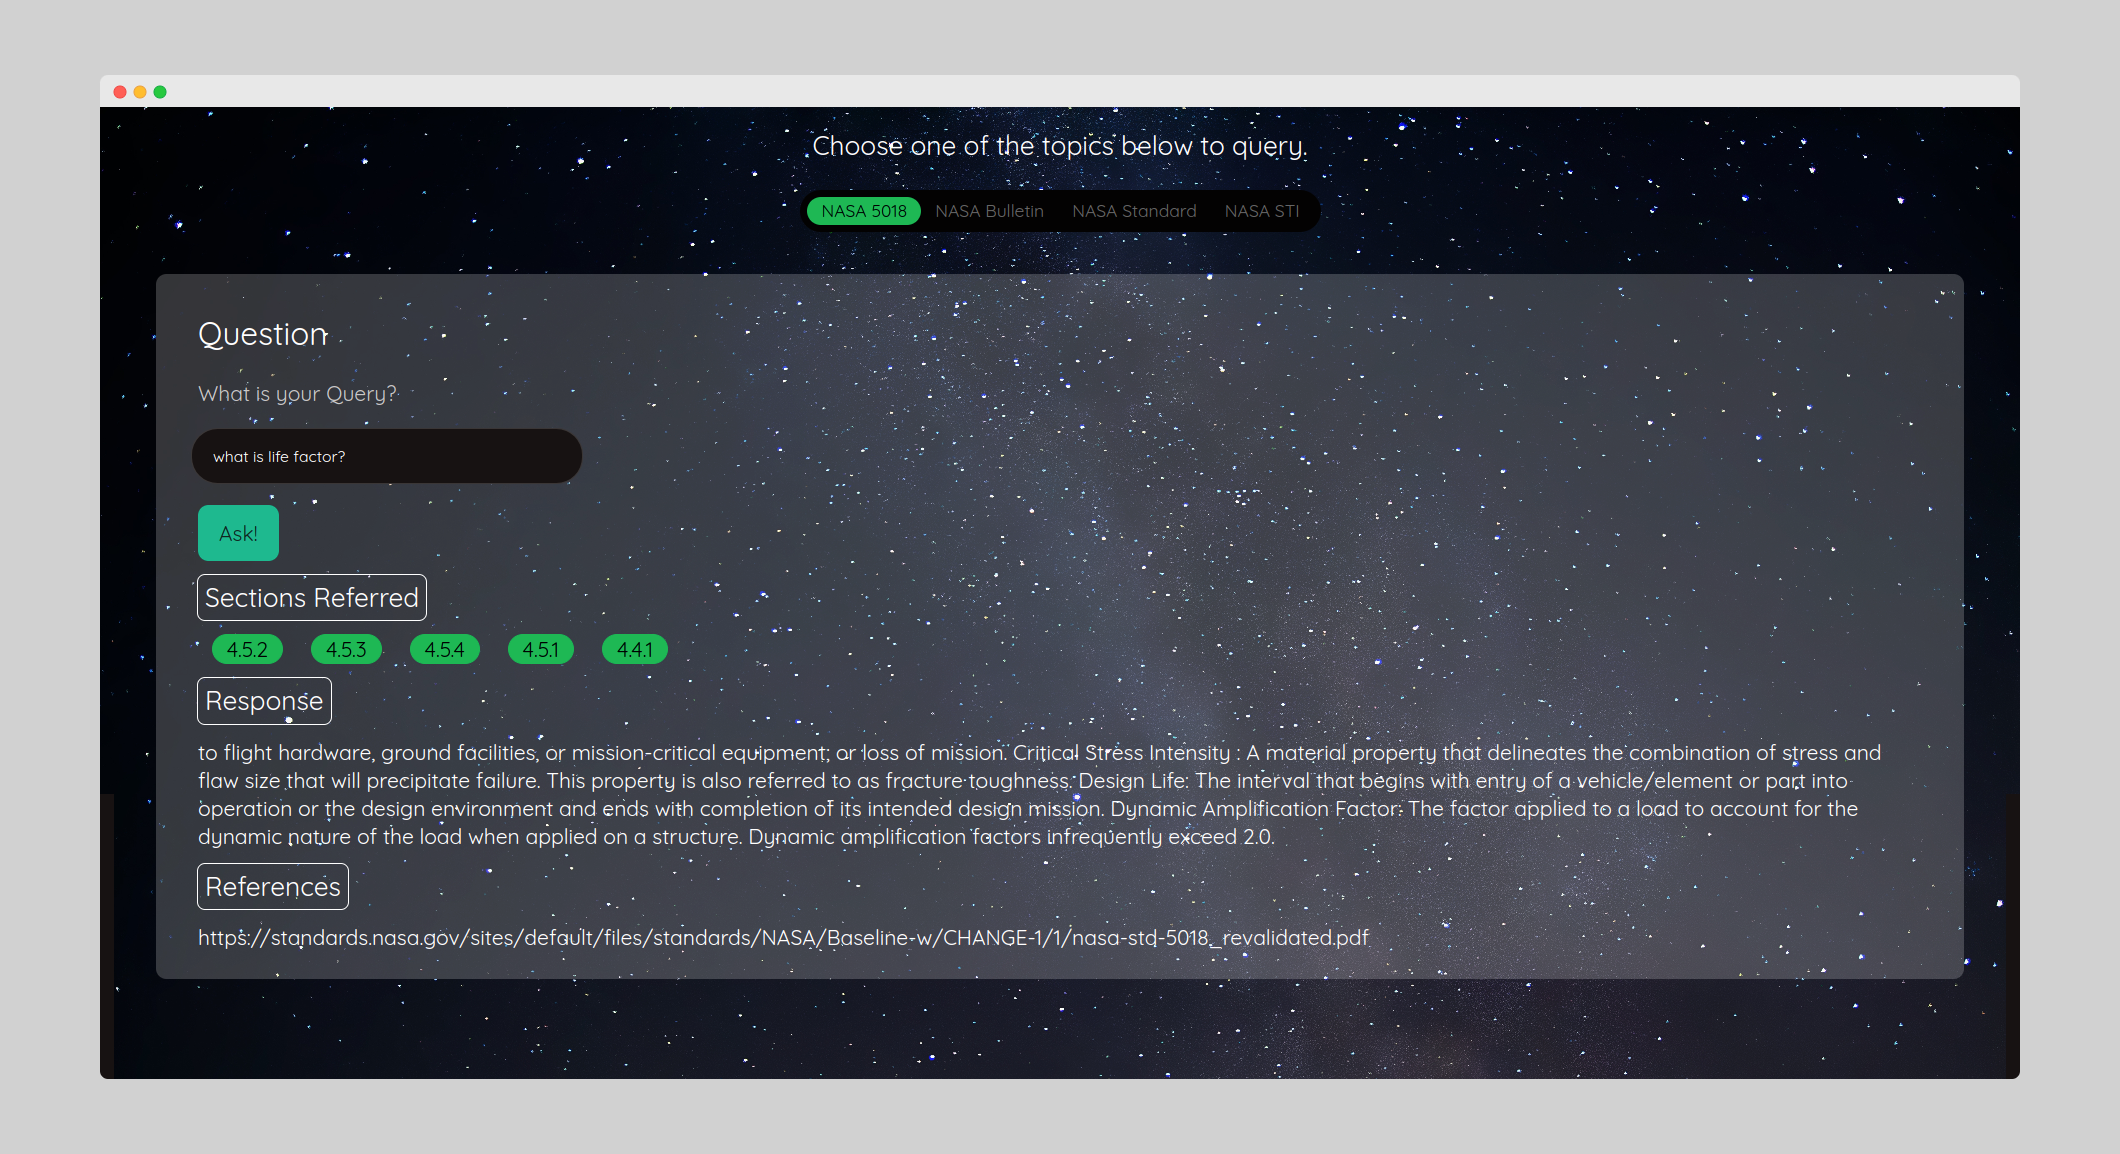 Choose one of the topics below to query.
NASA 5018 NASA Bulletin NASA Standard NASA STI
Question
What is your Query?
what is life factor?
Ask!
Sections Referred
4.5.2 4.5.3 4.5.4 4.5.1 4.4.1
Response
to flight hardware, ground facilities, or mission-critical equipment; or loss of mission. Critical Stress Intensity : A material property that delineates the combination of stress and
flaw size that will precipitate failure. This property is also referred to as fracture toughness. Design Life: The interval that begins with entry of a vehicle/element or part into
operation or the design environment and ends with completion of its intended design mission. Dynamic Amplification Factor: The factor applied to a load to account for the
dynamic nature of the load when applied on a structure. Dynamic amplification factors infrequently exceed 2.0.
References
https://standards.nasa.gov/sites/default/files/standards/NASA/Baseline-w/CHANGE-1/1/nasa-std-5018_revalidated.pdf